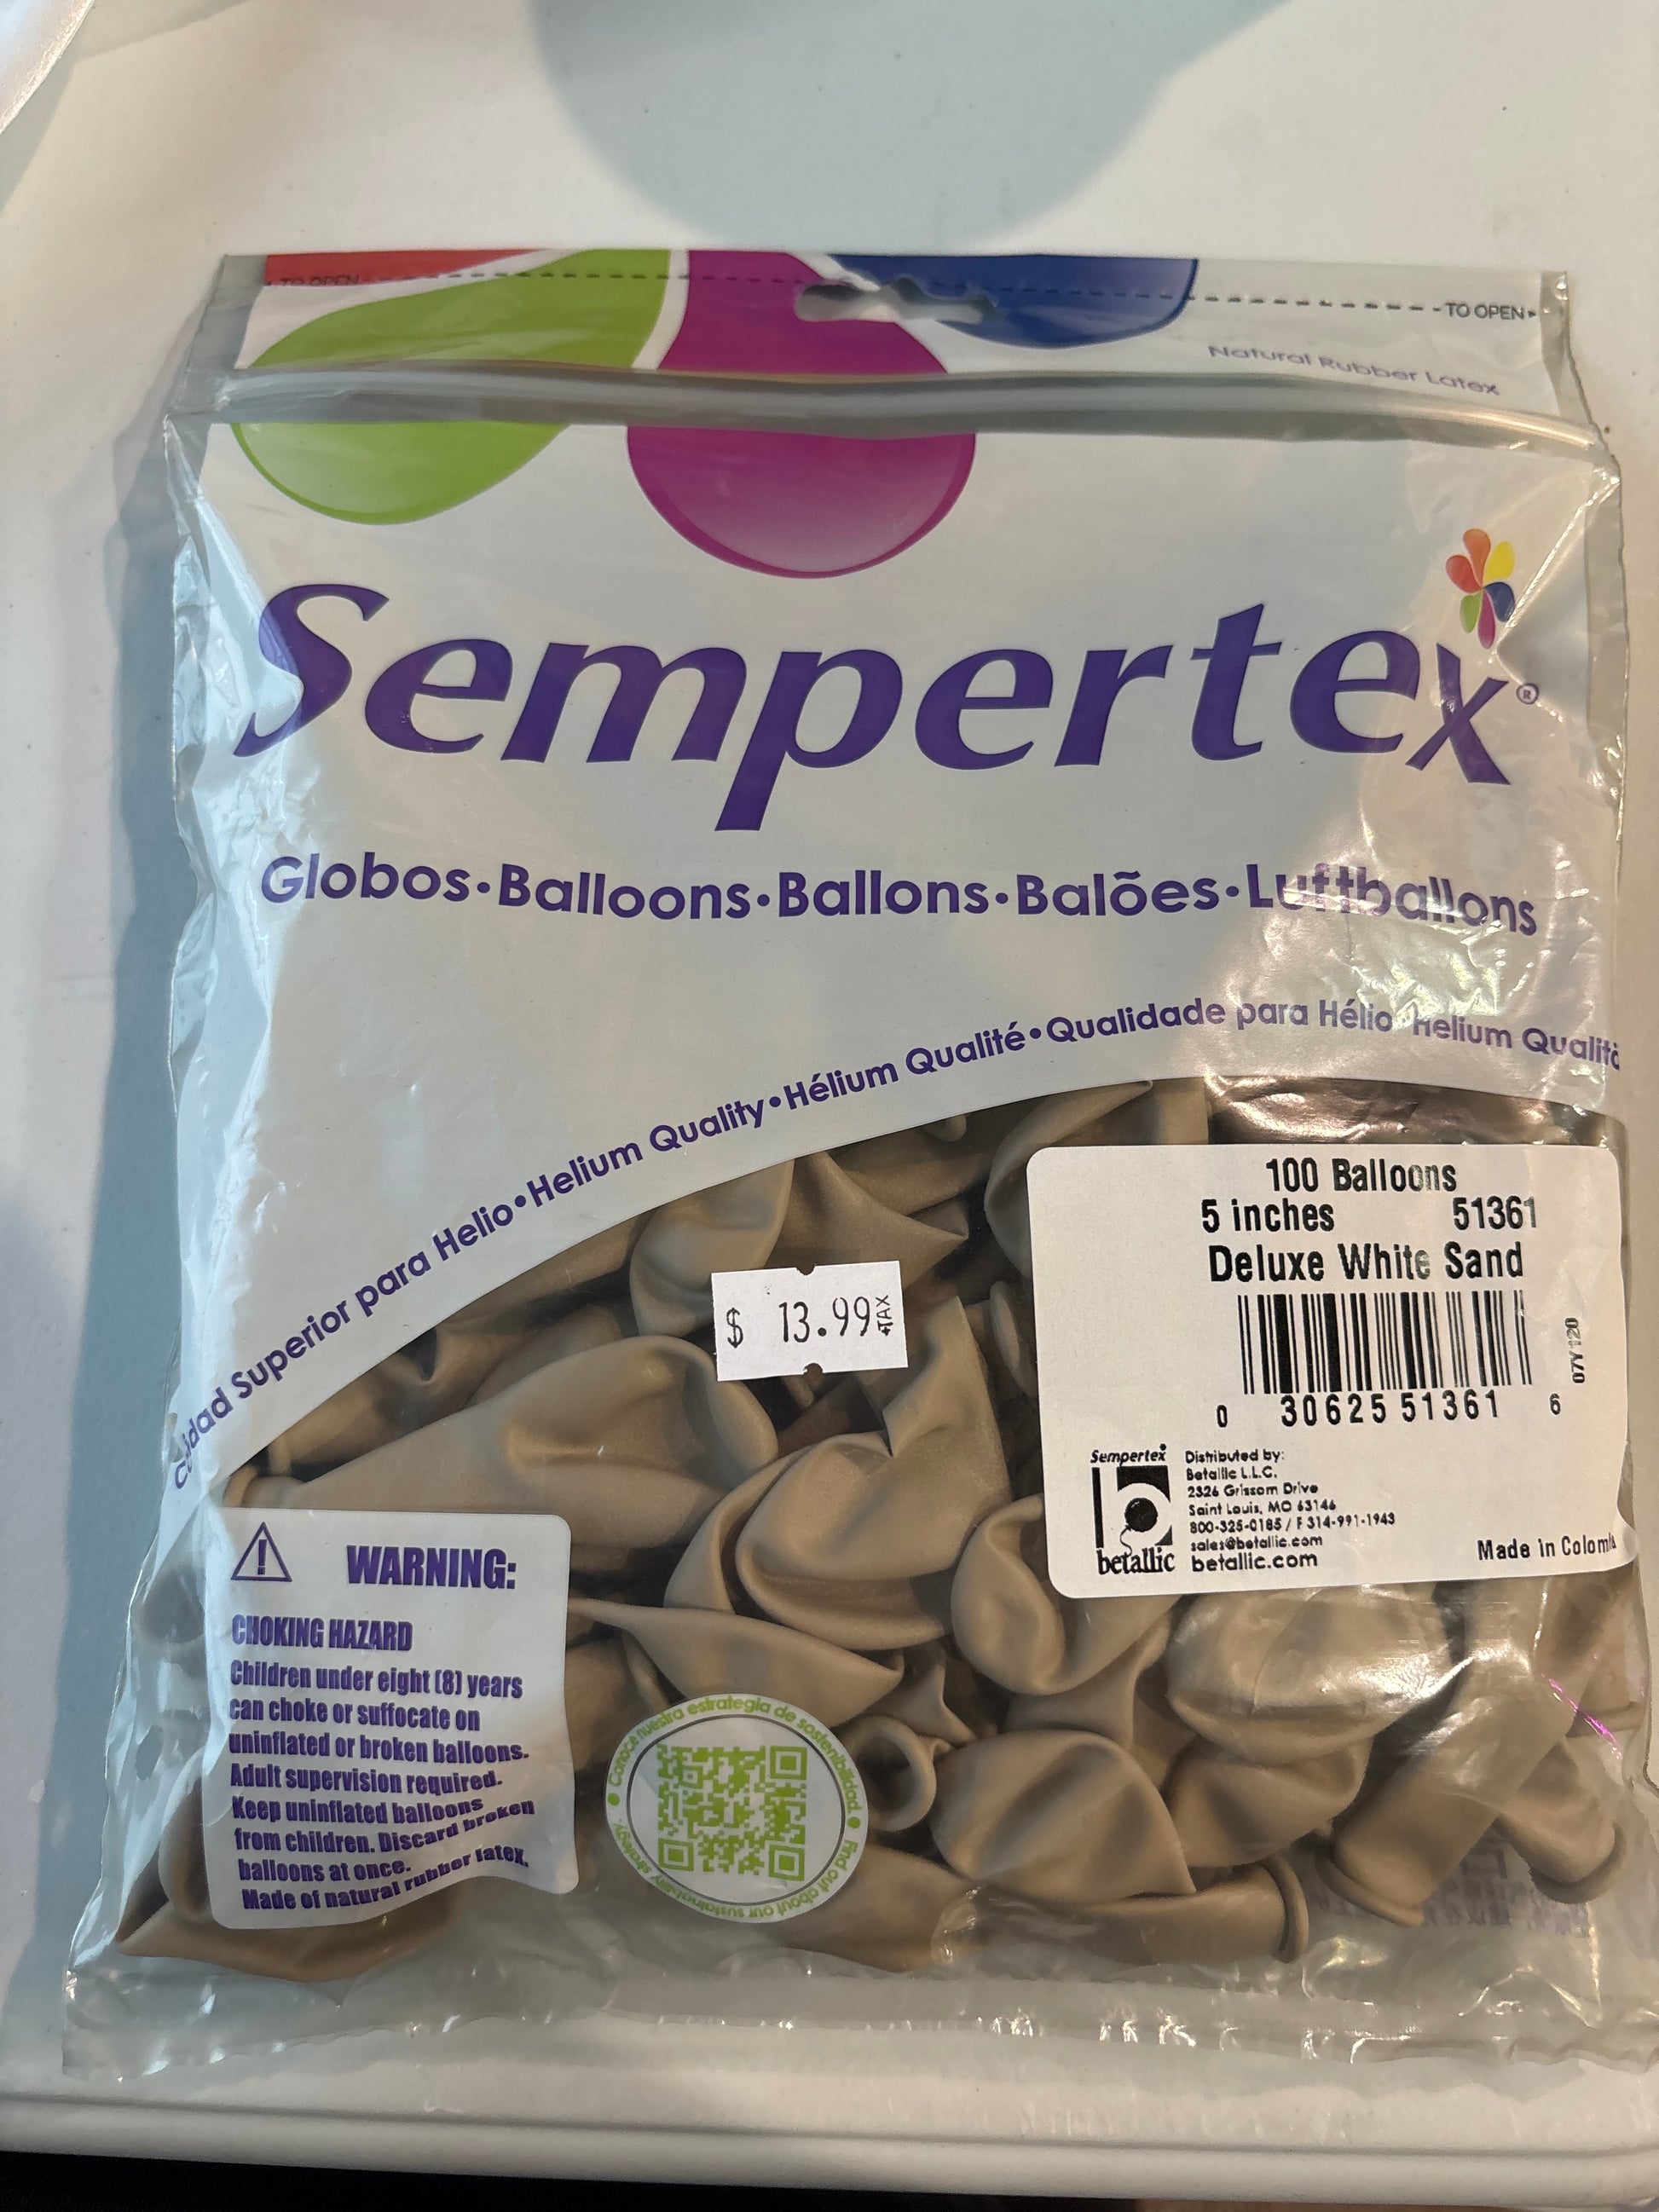 TO OPEN
TO OPEN
Natural Rubber Latex
Sempertex®
Globos•Balloons•Ballons•Balões•Luftballons
Calidad Superior para Helio•Helium Quality•Hélium Qualité•Qualidade para Hélio•Helium Qualitä
100 Balloons
5 inches 51361
Deluxe White Sand
07Y120
0 30625 51361 6
$ 13.99 +TAX
Sempertex
betallic
Distributed by:
Betallic L.L.C.
2326 Grissom Drive
Saint Louis, MO 63146
800-325-0185 / F 314-991-1943
sales@betallic.com
betallic.com
Made in Colom
WARNING:
CHOKING HAZARD
Children under eight (8) years
can choke or suffocate on
uninflated or broken balloons.
Adult supervision required.
Keep uninflated balloons
from children. Discard broken
balloons at once.
Made of natural rubber latex.
• Conoce nuestra estrategia de sostenibilidad.
• Find out about our sustainability strategy.